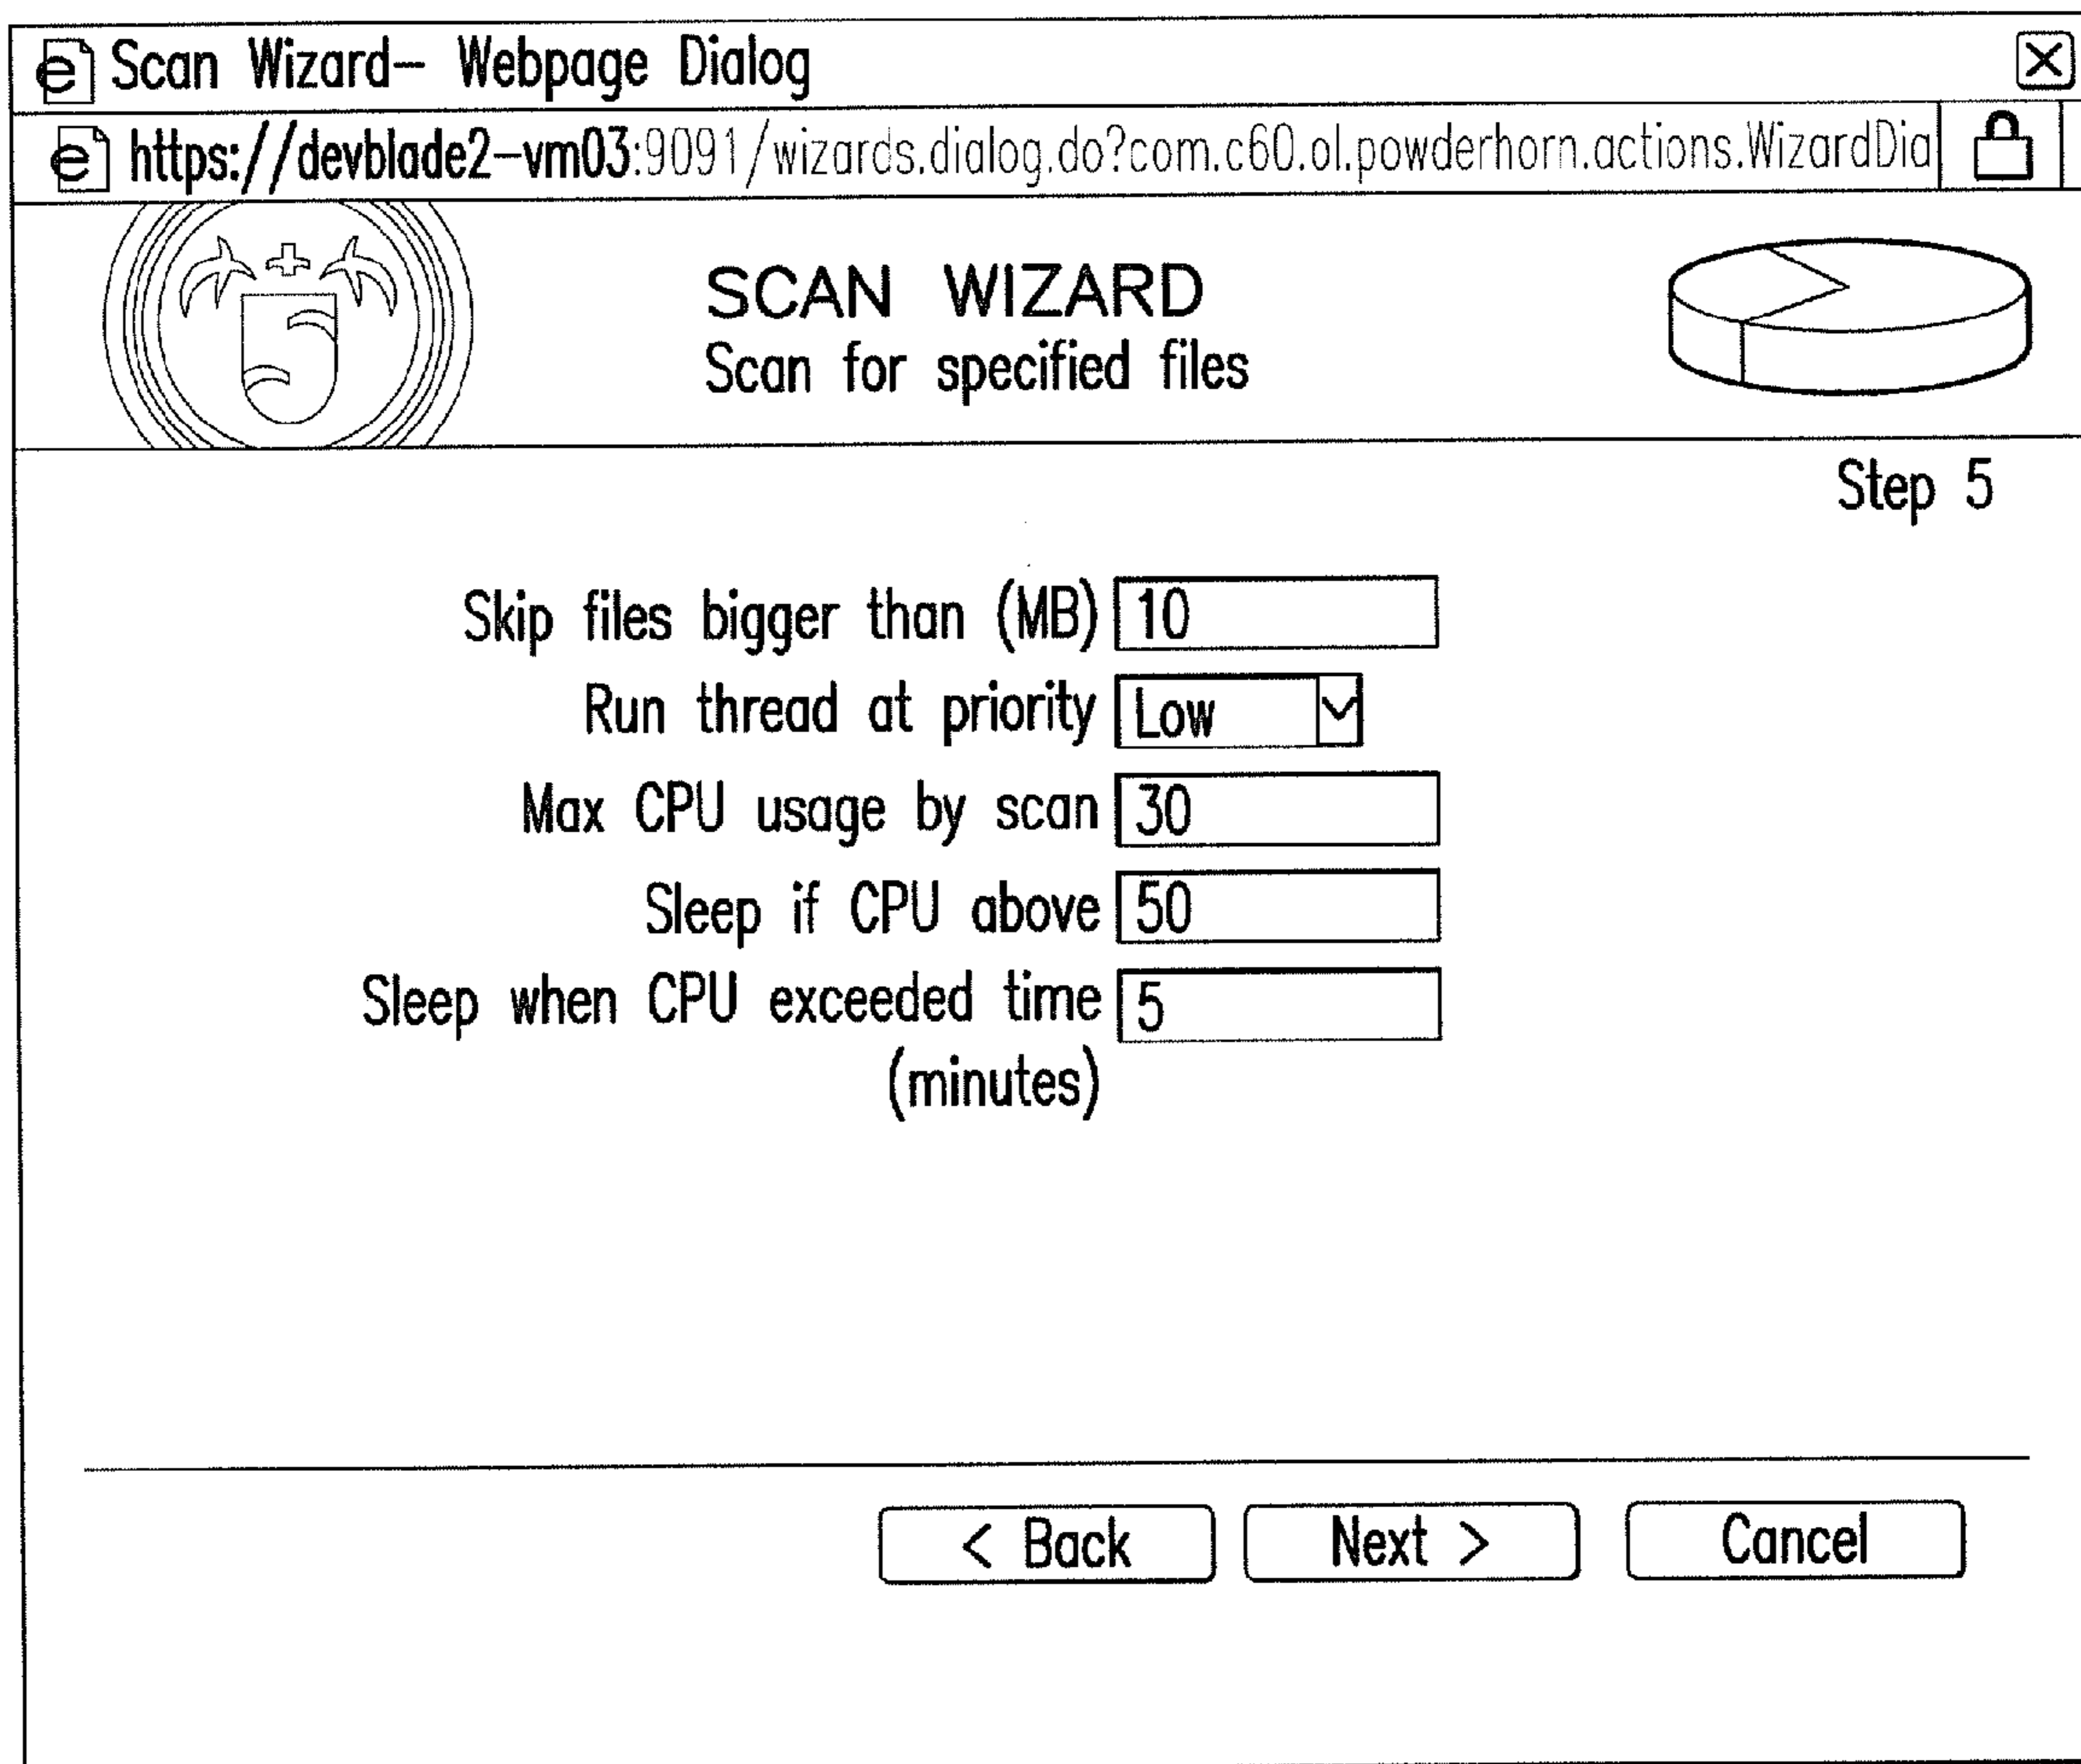 Scan Wizard– Webpage Dialog
https://devblade2–vm03:9091/wizards.dialog.do?com.c60.ol.powderhorn.actions.WizardDia
SCAN WIZARD
Scan for specified files
Step 5
Skip files bigger than (MB) 10
Run thread at priority Low
Max CPU usage by scan 30
Sleep if CPU above 50
Sleep when CPU exceeded time 5
(minutes)
< Back Next > Cancel